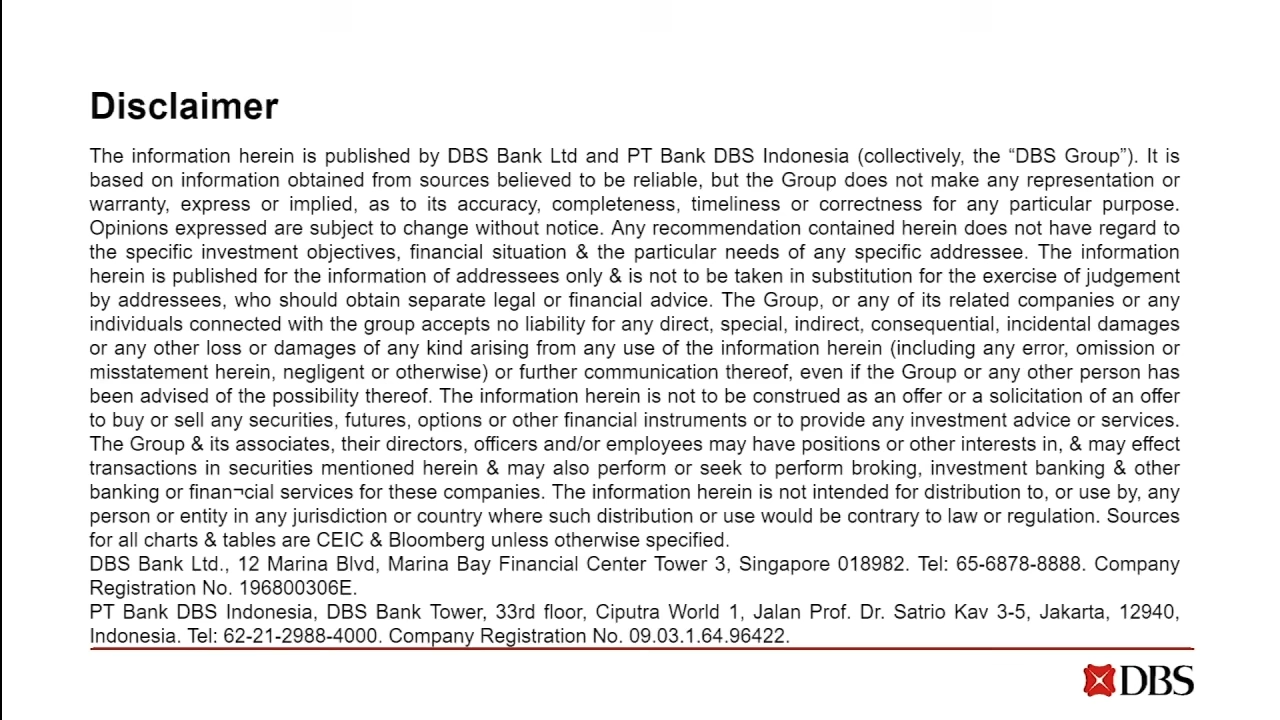 Disclaimer
The information herein is published by DBS Bank Ltd and PT Bank DBS Indonesia (collectively, the “DBS Group”). It is
based on information obtained from sources believed to be reliable, but the Group does not make any representation or
warranty, express or implied, as to its accuracy, completeness, timeliness or correctness for any particular purpose.
Opinions expressed are subject to change without notice. Any recommendation contained herein does not have regard to
the specific investment objectives, financial situation & the particular needs of any specific addressee. The information
herein is published for the information of addressees only & is not to be taken in substitution for the exercise of judgement
by addressees, who should obtain separate legal or financial advice. The Group, or any of its related companies or any
individuals connected with the group accepts no liability for any direct, special, indirect, consequential, incidental damages
or any other loss or damages of any kind arising from any use of the information herein (including any error, omission or
misstatement herein, negligent or otherwise) or further communication thereof, even if the Group or any other person has
been advised of the possibility thereof. The information herein is not to be construed as an offer or a solicitation of an offer
to buy or sell any securities, futures, options or other financial instruments or to provide any investment advice or services.
The Group & its associates, their directors, officers and/or employees may have positions or other interests in, & may effect
transactions in securities mentioned herein & may also perform or seek to perform broking, investment banking & other
banking or finan¬cial services for these companies. The information herein is not intended for distribution to, or use by, any
person or entity in any jurisdiction or country where such distribution or use would be contrary to law or regulation. Sources
for all charts & tables are CEIC & Bloomberg unless otherwise specified.
DBS Bank Ltd., 12 Marina Blvd, Marina Bay Financial Center Tower 3, Singapore 018982. Tel: 65-6878-8888. Company
Registration No. 196800306E.
PT Bank DBS Indonesia, DBS Bank Tower, 33rd floor, Ciputra World 1, Jalan Prof. Dr. Satrio Kav 3-5, Jakarta, 12940,
Indonesia. Tel: 62-21-2988-4000. Company Registration No. 09.03.1.64.96422.
DBS